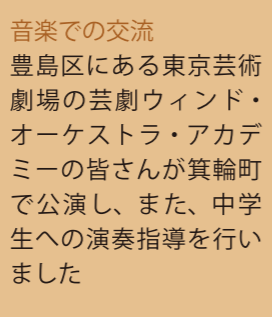 音楽での交流
豊島区にある東京芸術
劇場の芸劇ウィンド・
オーケストラ・アカデ
ミーの皆さんが箕輪町
で公演し、また、中学
生への演奏指導を行い
ました